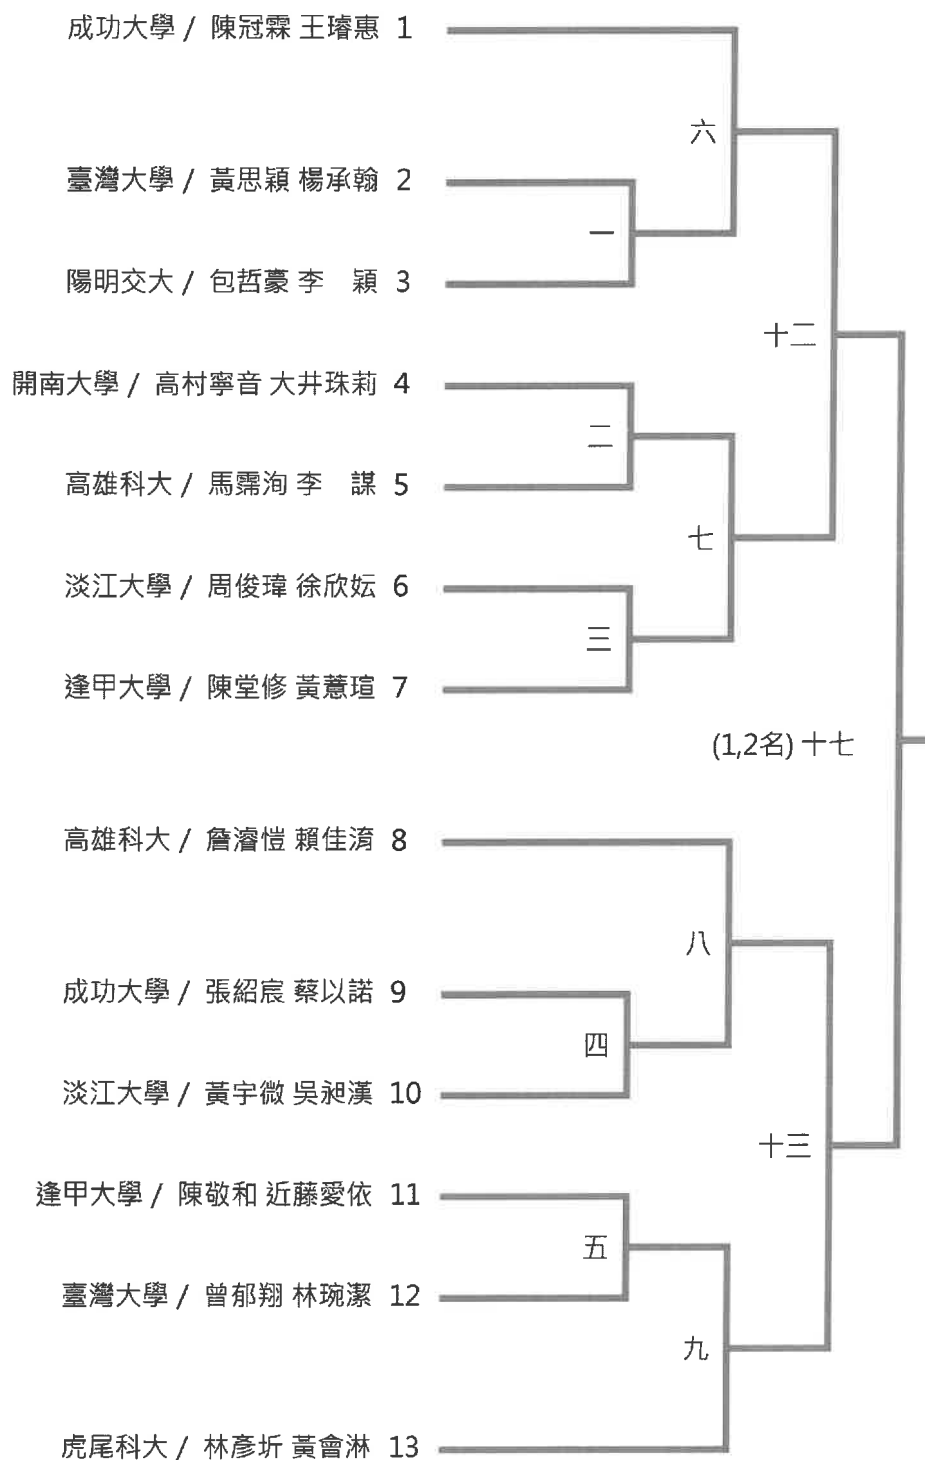 成功大學 / 陳冠霖 王璿惠 1
六
臺灣大學 / 黃思穎 楊承翰 2
一
陽明交大 / 包哲豪 李　穎 3
十二
開南大學 / 高村寧音 大井珠莉 4
二
高雄科大 / 馬霈洵 李　謀 5
七
淡江大學 / 周俊瑋 徐欣妘 6
三
逢甲大學 / 陳堂修 黃薏瑄 7
(1,2名) 十七
高雄科大 / 詹濬愷 賴佳淯 8
八
成功大學 / 張紹宸 蔡以諾 9
四
淡江大學 / 黃宇微 吳昶漢 10
十三
逢甲大學 / 陳敬和 近藤愛依 11
五
臺灣大學 / 曾郁翔 林琬潔 12
九
虎尾科大 / 林彥圻 黃會淋 13